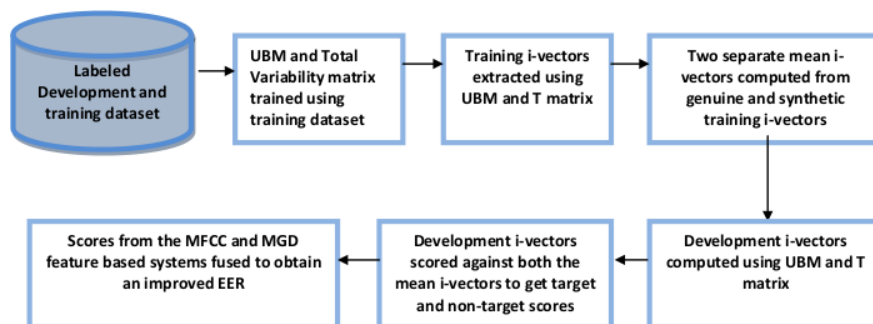 Labeled
Development and
training dataset
UBM and Total
Variability matrix
trained using
training dataset
Training i-vectors
extracted using
UBM and T matrix
Two separate mean i-
vectors computed from
genuine and synthetic
training i-vectors
Development i-vectors
computed using UBM and T
matrix
Development i-vectors
scored against both the
mean i-vectors to get target
and non-target scores
Scores from the MFCC and MGD
feature based systems fused to obtain
an improved EER